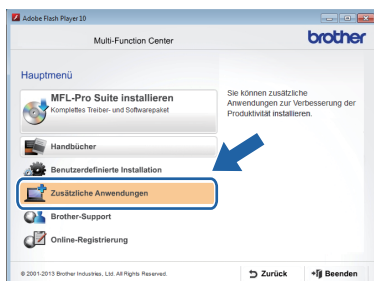 Adobe Flash Player 10
Multi-Function Center
brother
Hauptmenü
MFL-Pro Suite installieren
Komplettes Treiber- und Softwarepaket
Handbücher
Benutzerdefinierte Installation
Zusätzliche Anwendungen
Brother-Support
Online-Registrierung
Sie können zusätzliche
Anwendungen zur Verbesserung der
Produktivität installieren.
© 2001-2013 Brother Industries, Ltd. All Rights Reserved.
Zurück
Beenden